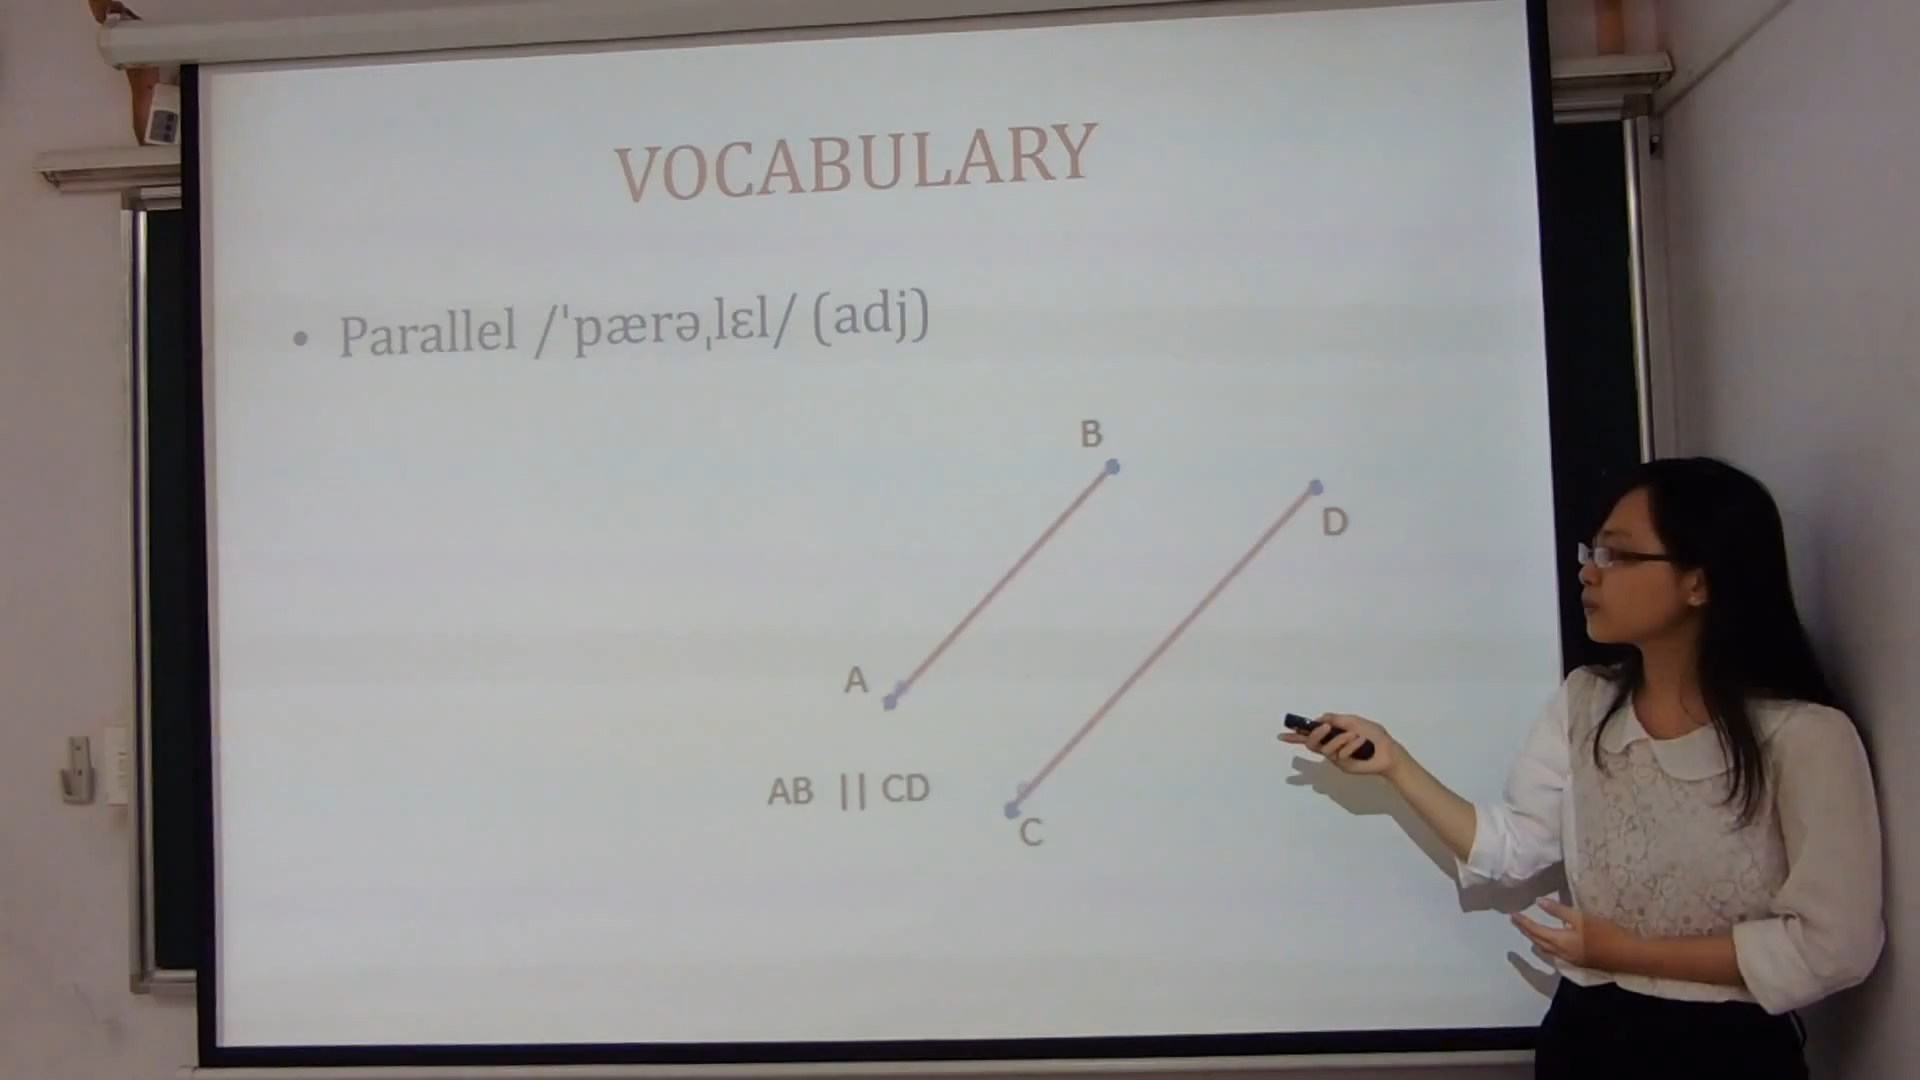 VOCABULARY
• Parallel /ˈpærəˌlɛl/ (adj)
B
D
A
AB || CD
C